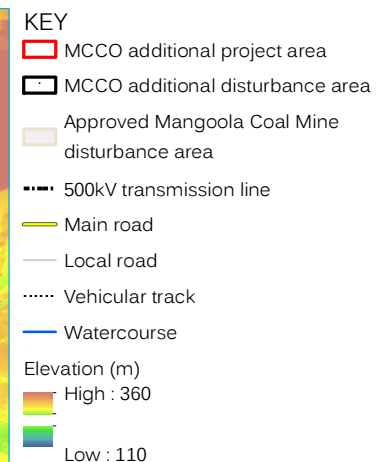 KEY
MCCO additional project area
MCCO additional disturbance area
Approved Mangoola Coal Mine
disturbance area
500kV transmission line
Main road
Local road
Vehicular track
Watercourse
Elevation (m)
High : 360
Low : 110